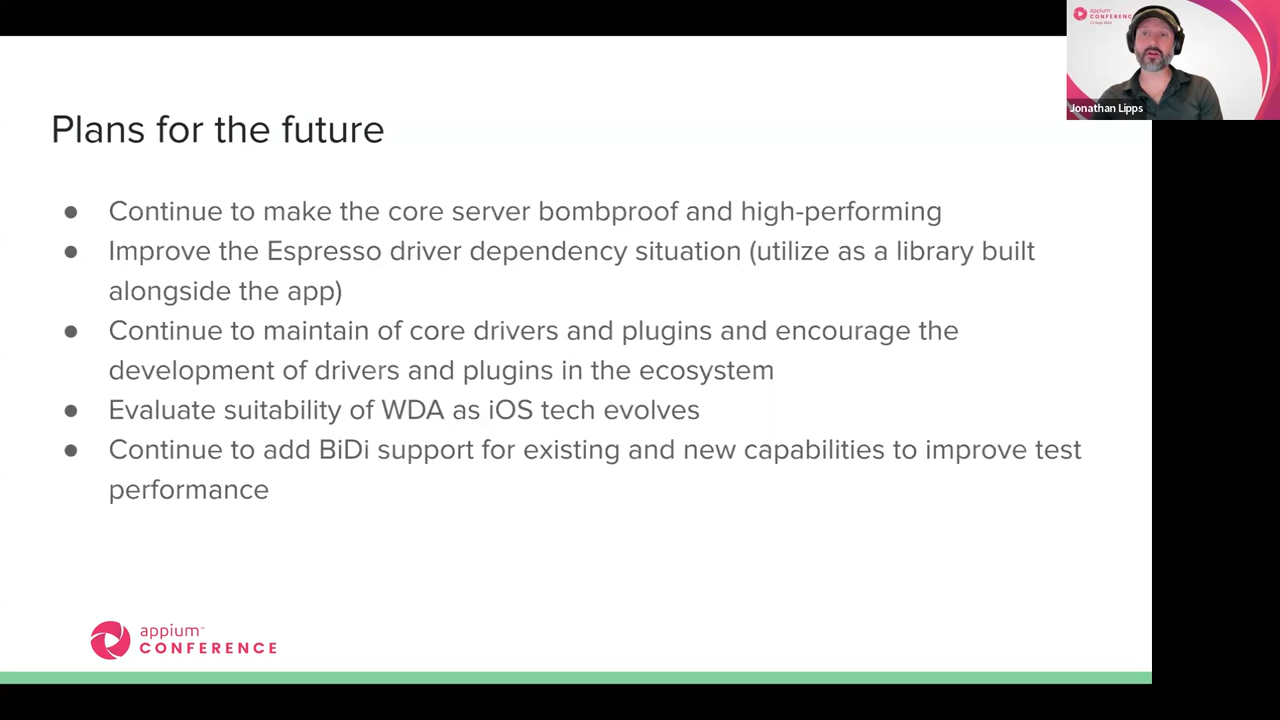 appium™
CONFERENCE
Jonathan Lipps
Plans for the future
● Continue to make the core server bombproof and high-performing
● Improve the Espresso driver dependency situation (utilize as a library built
alongside the app)
● Continue to maintain of core drivers and plugins and encourage the
development of drivers and plugins in the ecosystem
● Evaluate suitability of WDA as iOS tech evolves
● Continue to add BiDi support for existing and new capabilities to improve test
performance
appium™
CONFERENCE